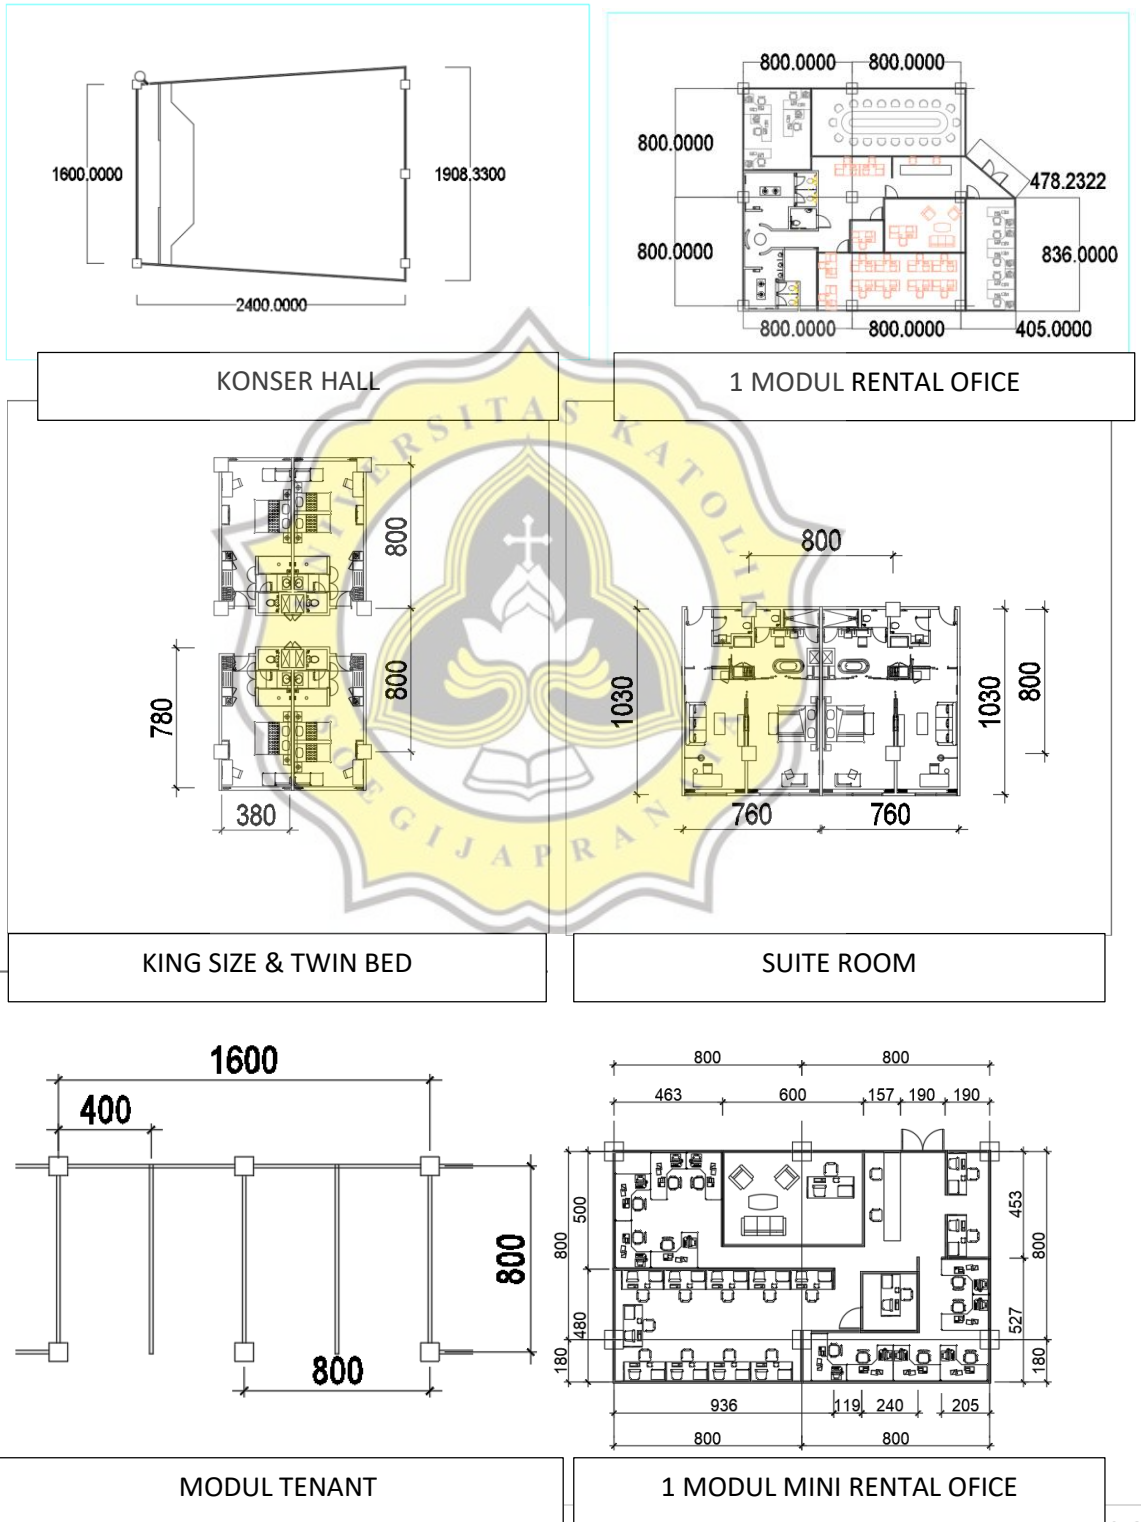 1600.0000
1908.3300
2400.0000
KONSER HALL
800.0000 800.0000
800.0000
478.2322
800.0000
836.0000
800.0000 800.0000 405.0000
1 MODUL RENTAL OFICE
UNIVERSITAS KATOLIK
SOEGIJAPRANATA
800
800
780
380
KING SIZE & TWIN BED
800
1030
1030
800
760 760
SUITE ROOM
1600
400
800
800
MODUL TENANT
800 800
463 600 157 190 190
500
800
480
180
453
800
527
180
936 119 240 205
800 800
1 MODUL MINI RENTAL OFICE